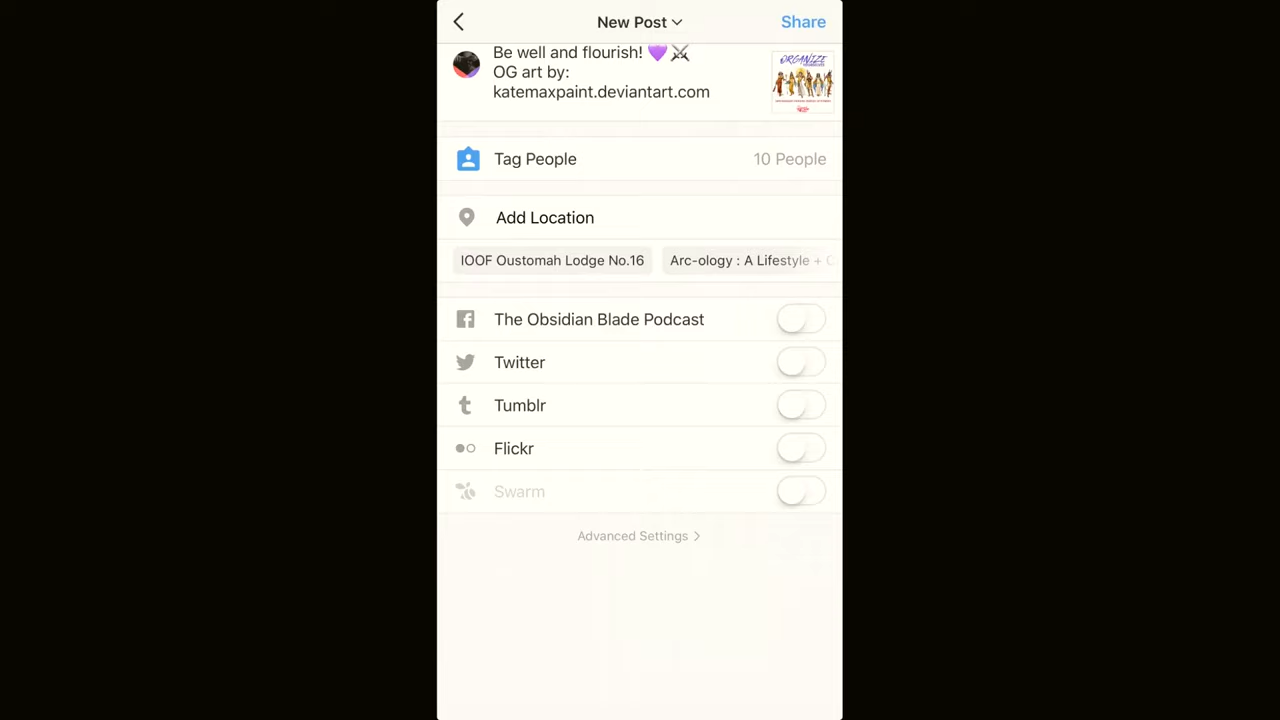 New Post
Share
Be well and flourish! 💜⚔
OG art by:
katemaxpaint.deviantart.com
ORGANIZE
Tag People
10 People
Add Location
IOOF Oustomah Lodge No.16
Arc-ology : A Lifestyle + C
The Obsidian Blade Podcast
Twitter
Tumblr
Flickr
Swarm
Advanced Settings >